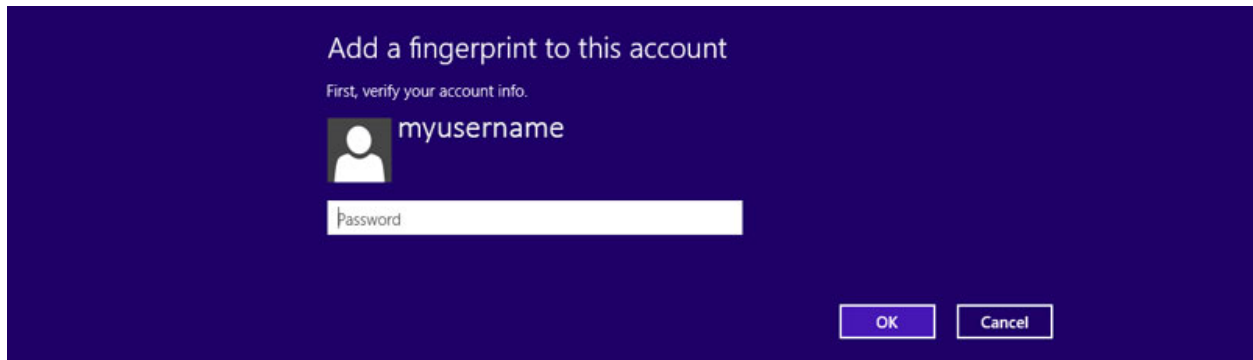 Add a fingerprint to this account
First, verify your account info.
myusername
Password
OK Cancel